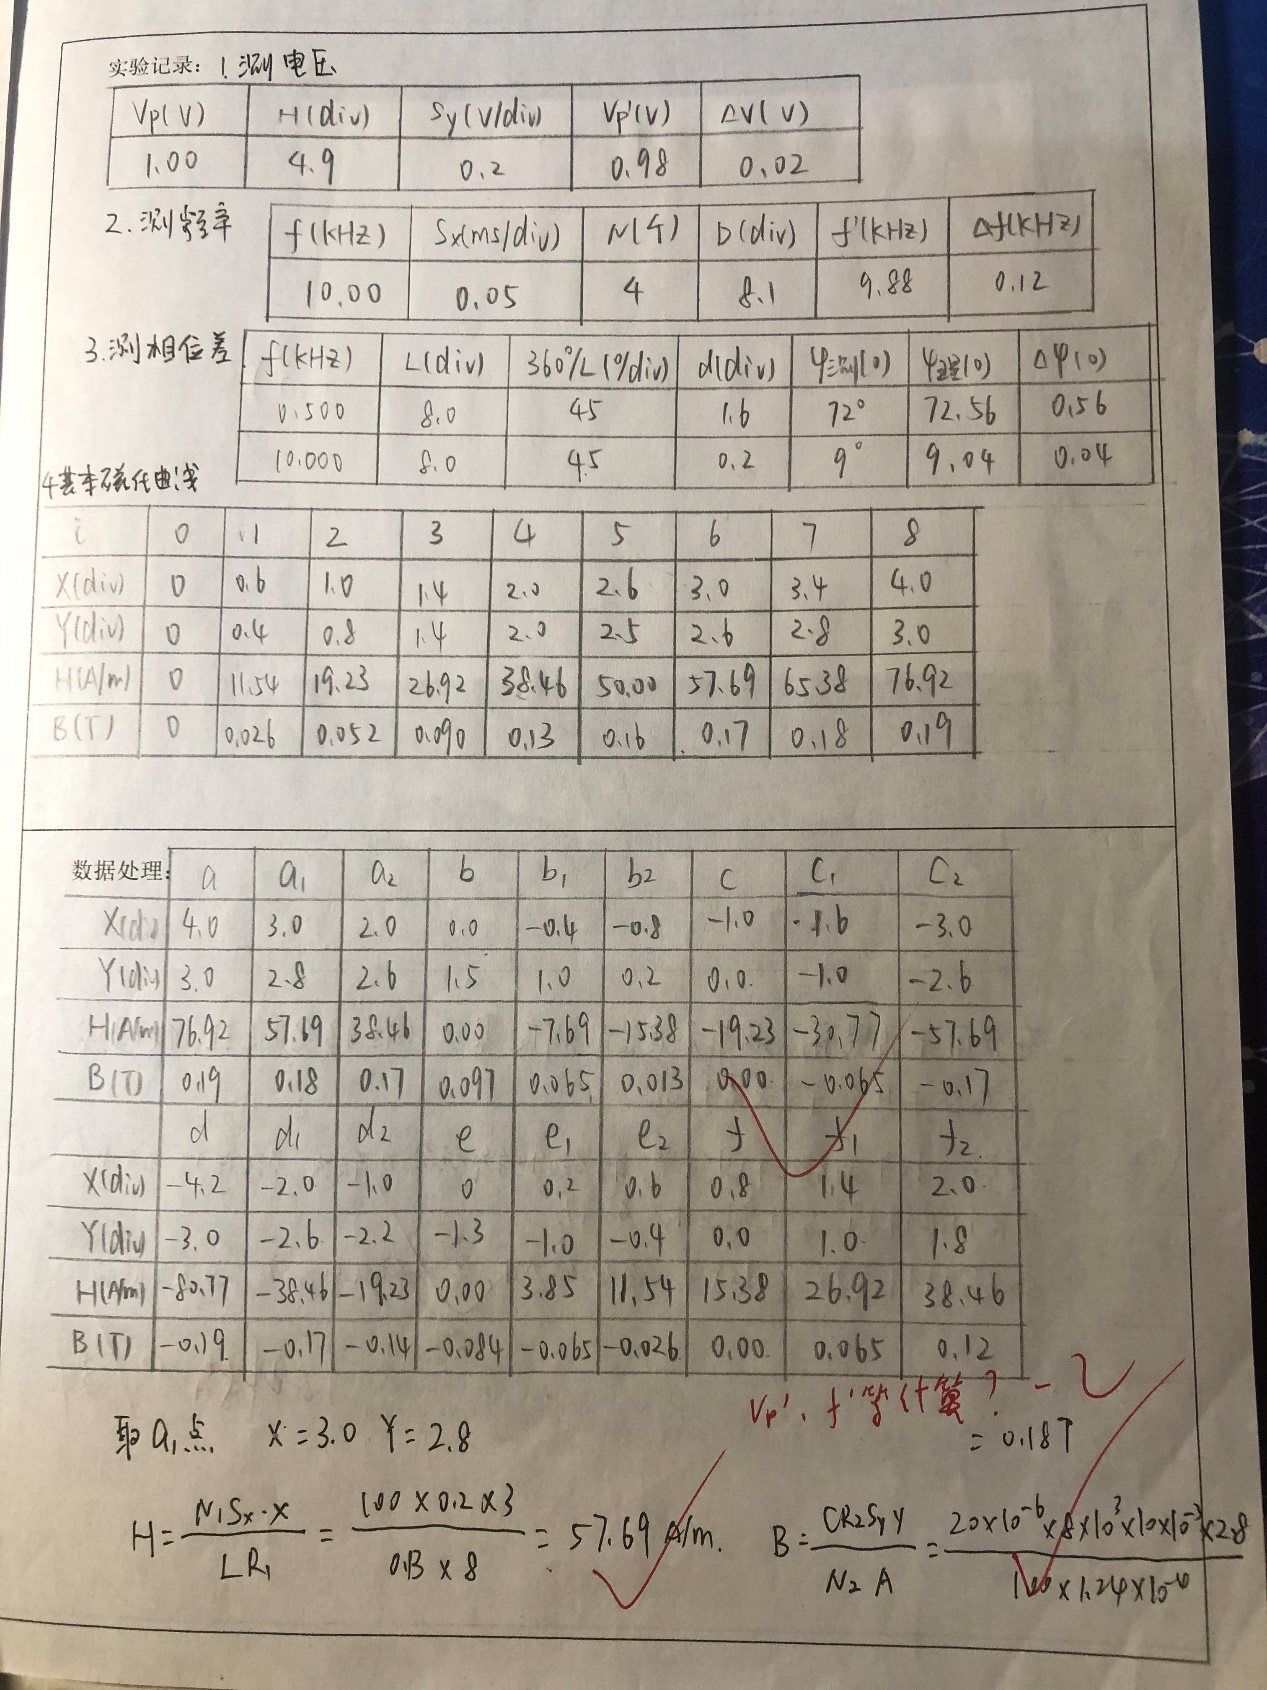 实验记录: 1.测电压
Vp(V) H(div) Sy(V/div) Vp'(V) ΔV(V)
1.00 4.9 0.2 0.98 0.02
2.测频率
f(kHz) Sx(ms/div) N(个) D(div) f'(kHz) Δf(kHz)
10.00 0.05 4 8.1 9.88 0.12
3.测相位差
f(kHz) L(div) 360°/L(°/div) d(div) φ测(°) φ理(°) Δφ(°)
0.500 8.0 45 1.6 72° 72.56 0.56
10.000 8.0 45 0.2 9° 9.04 0.04
4基本磁化曲线
i 0 1 2 3 4 5 6 7 8
X(div) 0 0.6 1.0 1.4 2.0 2.6 3.0 3.4 4.0
Y(div) 0 0.4 0.8 1.4 2.0 2.5 2.6 2.8 3.0
H(A/m) 0 11.54 19.23 26.92 38.46 50.00 57.69 65.38 76.92
B(T) 0 0.026 0.052 0.090 0.13 0.16 0.17 0.18 0.19
数据处理: a a₁ a₂ b b₁ b2 c C₁ C₂
X(div) 4.0 3.0 2.0 0.0 -0.4 -0.8 -1.0 -1.6 -3.0
Y(div) 3.0 2.8 2.6 1.5 1.0 0.2 0.0 -1.0 -2.6
H(A/m) 76.92 57.69 38.46 0.00 -7.69 -15.38 -19.23 -30.77 -57.69
B(T) 0.19 0.18 0.17 0.097 0.065 0.013 0.00 -0.065 -0.17
d d₁ d₂ e e₁ e₂ f f₁ f₂
X(div) -4.2 -2.0 -1.0 0 0.2 0.6 0.8 1.4 2.0
Y(div) -3.0 -2.6 -2.2 -1.3 -1.0 -0.4 0.0 1.0 1.8
H(A/m) -80.77 -38.46 -19.23 0.00 3.85 11.54 15.38 26.92 38.46
B(T) -0.19 -0.17 -0.14 -0.084 -0.065 -0.026 0.00 0.065 0.12
Vp'、f'等计算? -2
取a₁点 X=3.0 Y=2.8
= 0.18T
H = N₁Sx·X / LR₁ = 100×0.2×3 / 0.13×8 = 57.69 A/m. B = CR₂SyY / N₂A = 20×10⁻⁶×8×10³×10×10⁻³×2.8 / 100×1.24×10⁻⁴